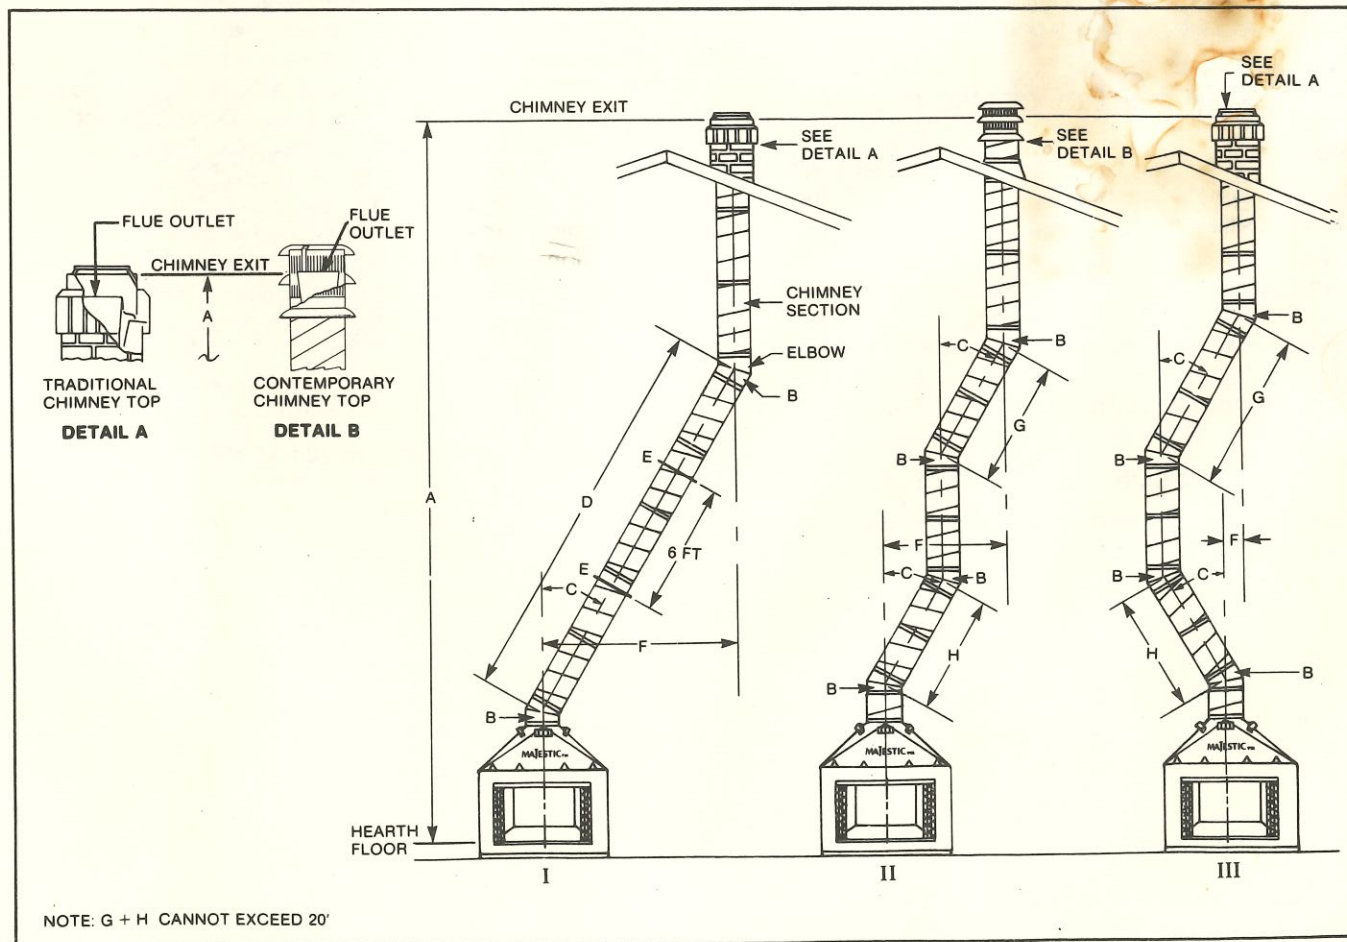 SEE
DETAIL A
CHIMNEY EXIT
SEE
DETAIL A
SEE
DETAIL B
FLUE OUTLET
FLUE
OUTLET
CHIMNEY EXIT
A
TRADITIONAL
CHIMNEY TOP
DETAIL A
CONTEMPORARY
CHIMNEY TOP
DETAIL B
A
CHIMNEY
SECTION
ELBOW
B
E
D
6 FT
E
C
F
B
MAJESTIC
HEARTH
FLOOR
I
C
B
G
B
F
C
B
H
B
MAJESTIC
II
B
C
G
B
F
B
C
H
B
MAJESTIC
III
NOTE: G + H CANNOT EXCEED 20'